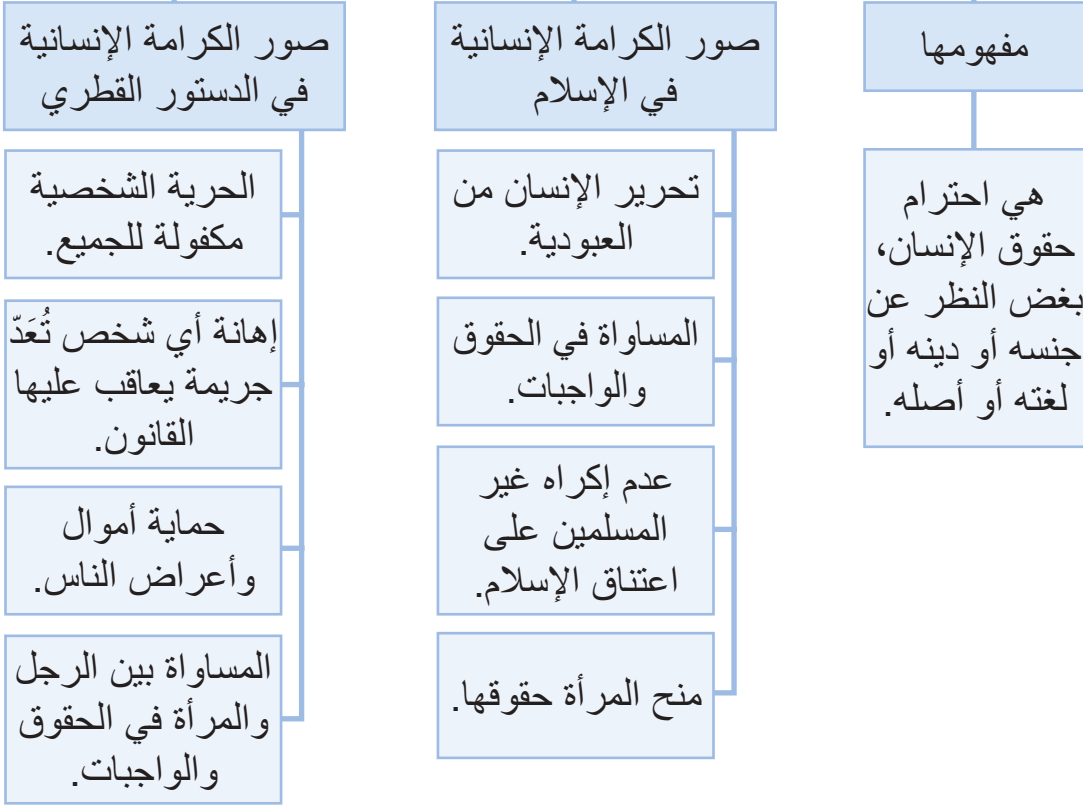 مفهومها
هي احترام
حقوق الإنسان،
بغض النظر عن
جنسه أو دينه أو
لغته أو أصله.
صور الكرامة الإنسانية
في الإسلام
تحرير الإنسان من
العبودية.
المساواة في الحقوق
والواجبات.
عدم إكراه غير
المسلمين على
اعتناق الإسلام.
منح المرأة حقوقها.
صور الكرامة الإنسانية
في الدستور القطري
الحرية الشخصية
مكفولة للجميع.
إهانة أي شخص تُعَدّ
جريمة يعاقب عليها
القانون.
حماية أموال
وأعراض الناس.
المساواة بين الرجل
والمرأة في الحقوق
والواجبات.